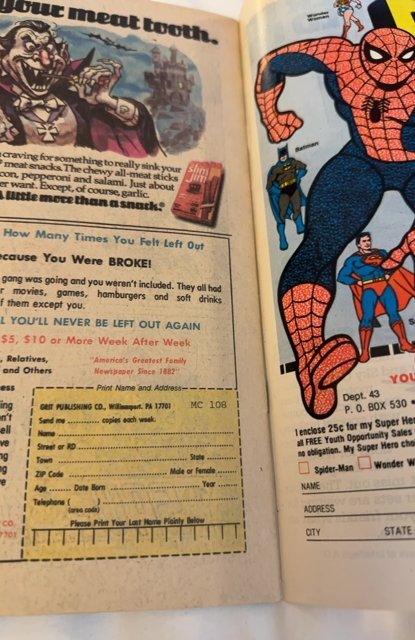 your meat tooth.
craving for something to really sink your
meat snacks. The chewy all-meat sticks
con, pepperoni and salami. Just about
er want. Except, of course, garlic.
A little more than a snack.®
slim
jim
How Many Times You Felt Left Out
ecause You Were BROKE!
gang was going and you weren't included. They all had
r movies, games, hamburgers and soft drinks
f them except you.
YOU'LL NEVER BE LEFT OUT AGAIN
$5, $10 or More Week After Week
, Relatives,
and Others
"America's Greatest Family
Newspaper Since 1882"
Print Name and Address
GRIT PUBLISHING CO., Williamsport, PA 17701 MC 108
Send me copies each week.
Name
Street or RD
Town State
ZIP Code Male or Female
Age Date Born Year
Telephone ( )
(area code)
Please Print Your Last Name Plainly Below
CO.
7701
Wonder
Woman
Batman
S
YOU
Dept. 43
P. O. BOX 530 •
I enclose 25c for my Super Her
all FREE Youth Opportunity Sales
no obligation. My Super Hero chec
Spider-Man Wonder W
NAME
ADDRESS
CITY STATE